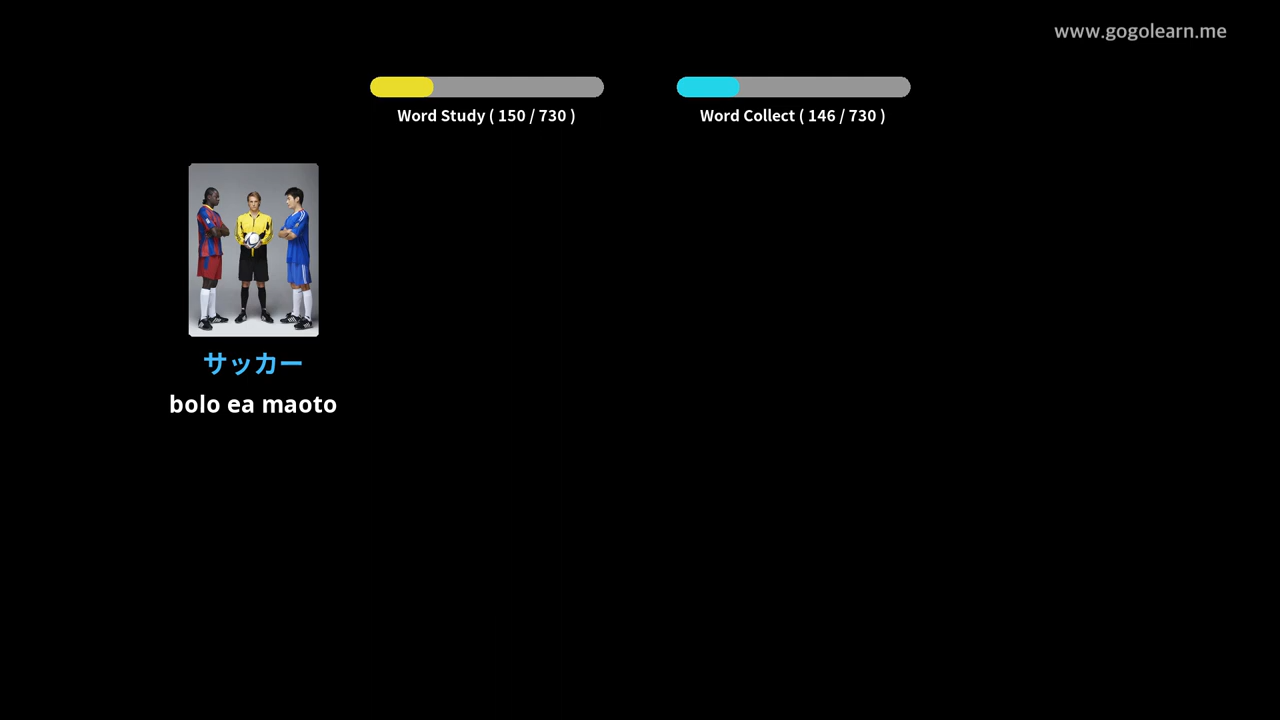 www.gogolearn.me
Word Study ( 150 / 730 )
Word Collect ( 146 / 730 )
サッカー
bolo ea maoto